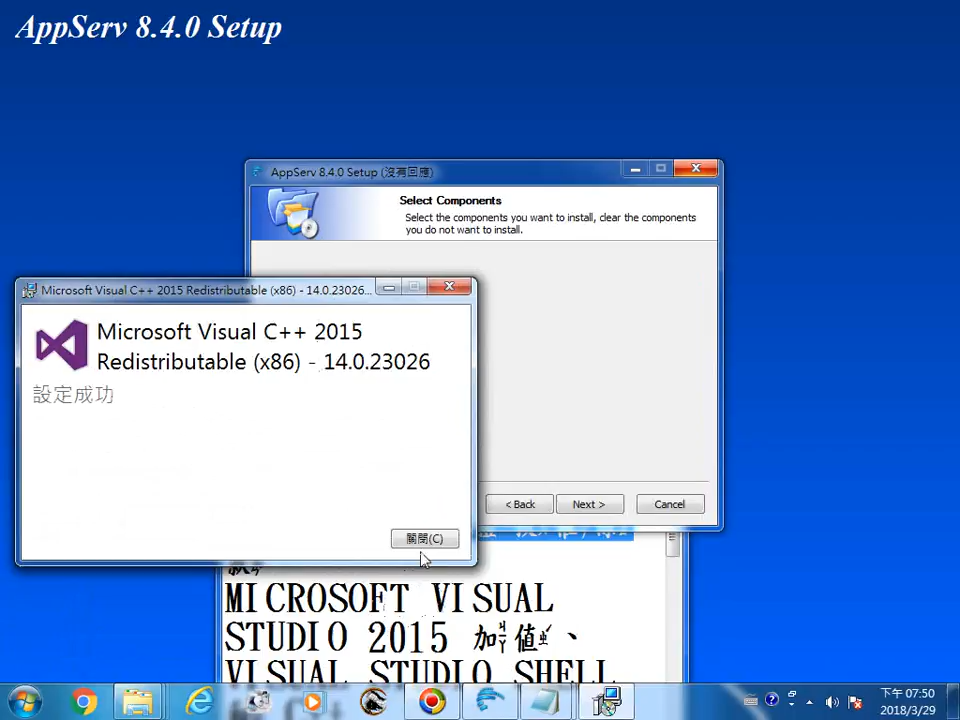 AppServ 8.4.0 Setup
AppServ 8.4.0 Setup (沒有回應)
Select Components
Select the components you want to install, clear the components
you do not want to install.
Microsoft Visual C++ 2015 Redistributable (x86) - 14.0.23026...
Microsoft Visual C++ 2015
Redistributable (x86) - 14.0.23026
設定成功
關閉(C)
< Back
Next >
Cancel
MICROSOFT VISUAL
STUDIO 2015 加值、
VISUAL STUDIO SHELL
下午 07:50
2018/3/29